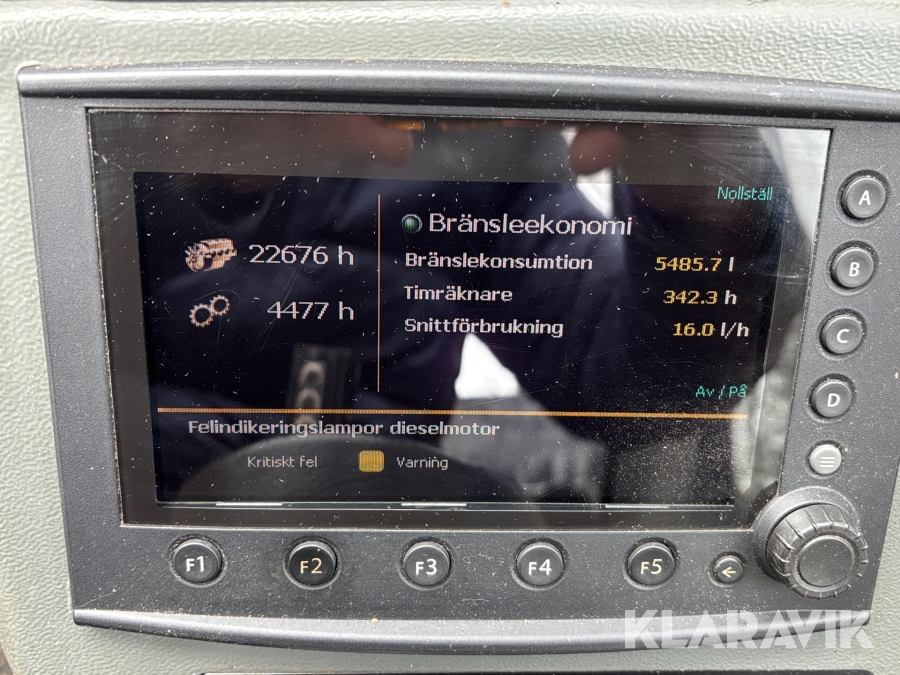 Nollställ
22676 h
4477 h
Bränsleekonomi
Bränslekonsumtion 5485.7 l
Timräknare 342.3 h
Snittförbrukning 16.0 l/h
Av / På
Felindikeringslampor dieselmotor
Kritiskt fel Varning
A
B
C
D
F1 F2 F3 F4 F5
KLARAVIK